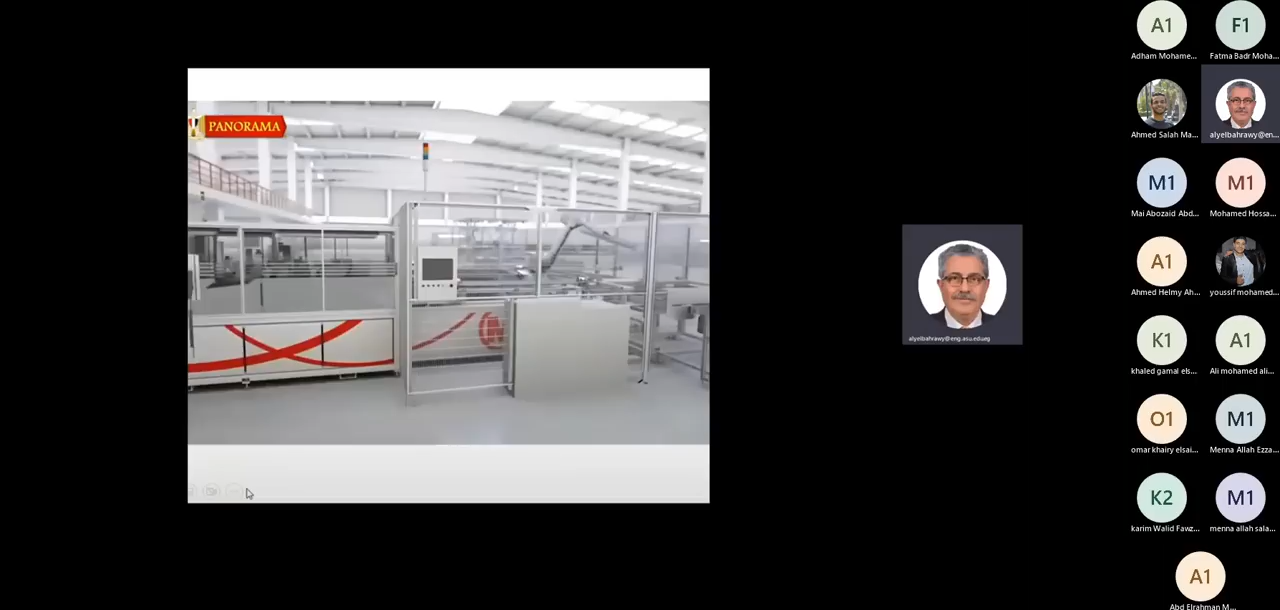 PANORAMA
alyelbahrawy@eng.asu.edu.eg
A1
F1
Adham Mohame...
Fatma Badr Moha...
Ahmed Salah Ma...
alyelbahrawy@en...
M1
M1
Mai Abozaid Abd...
Mohamed Hossa...
A1
Ahmed Helmy Ah...
youssif mohamed...
K1
A1
khaled gamal els...
Ali mohamed ali...
O1
M1
omar khairy elsai...
Menna Allah Ezza...
K2
M1
karim Walid Fawz...
menna allah sala...
A1
Abd Elrahman M...